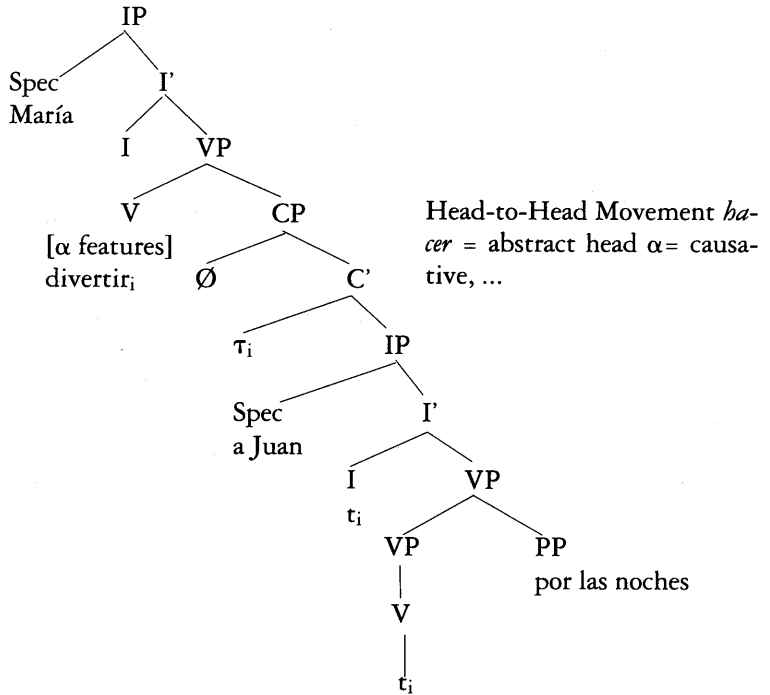 IP
Spec I'
María
I VP
V CP
[α features]
divertirᵢ Ø C'
Head-to-Head Movement ha-
cer = abstract head α= causa-
tive, ...
τᵢ IP
Spec I'
a Juan
I VP
tᵢ
VP PP
por las noches
V
tᵢ